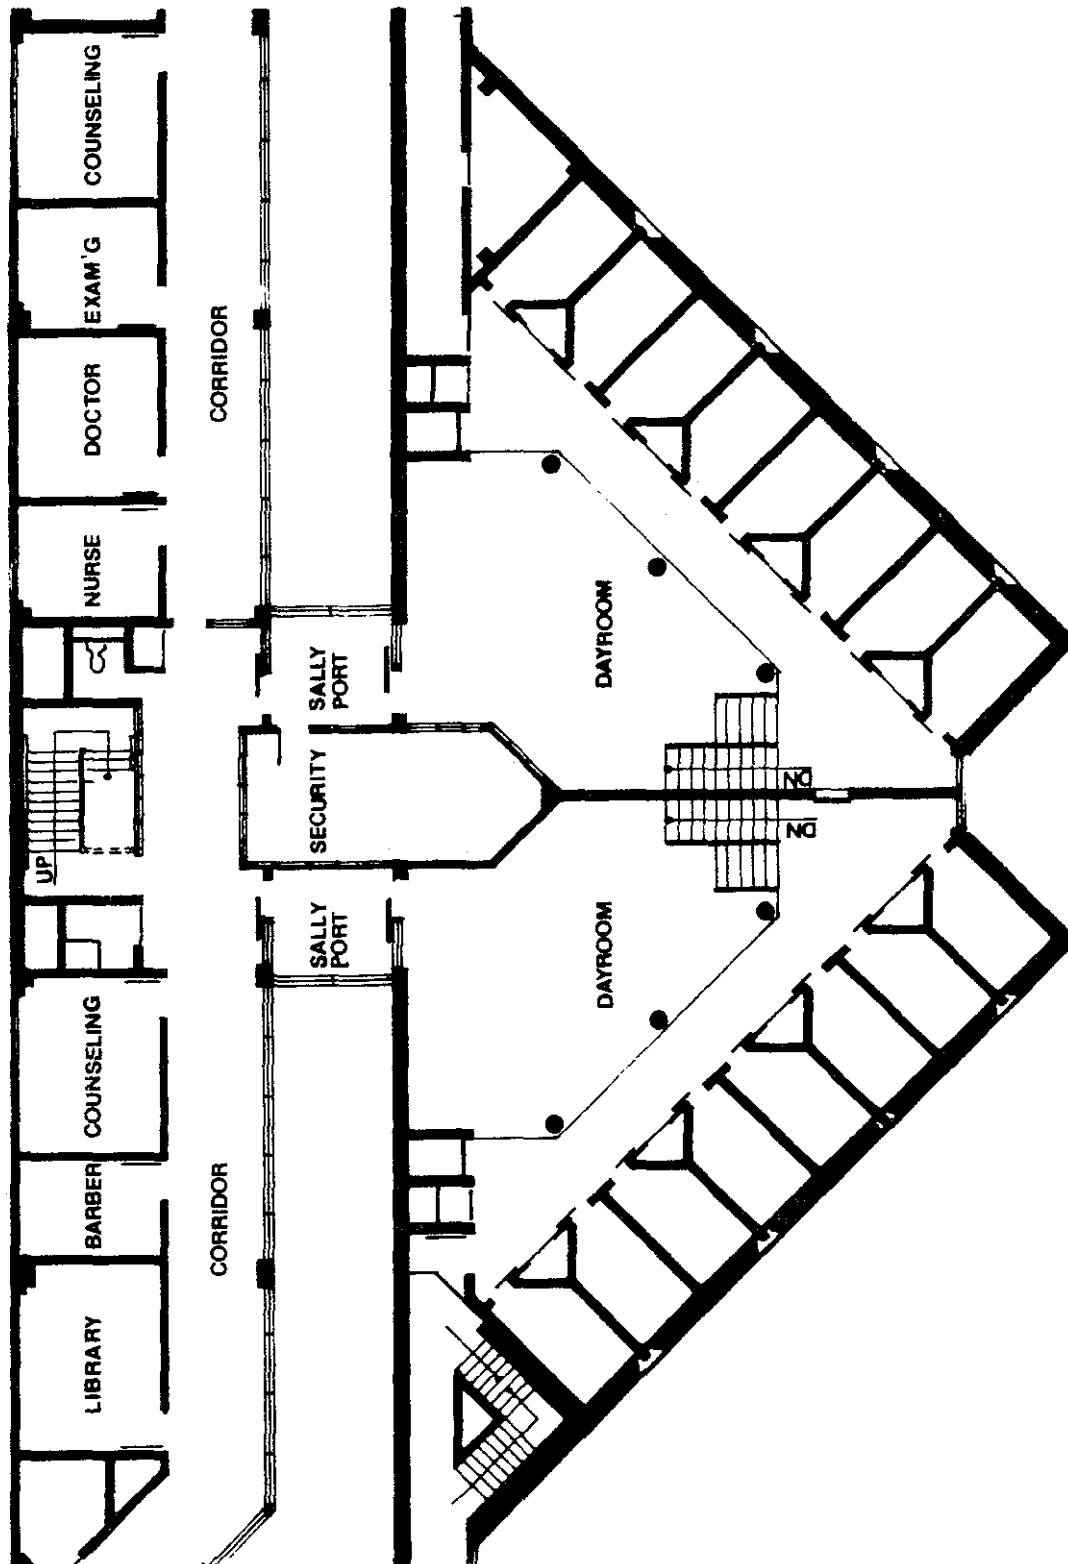 LIBRARY
BARBER
COUNSELING
UP
NURSE
DOCTOR
EXAM'G
COUNSELING
CORRIDOR
CORRIDOR
SALLY
PORT
SECURITY
SALLY
PORT
DAYROOM
DAYROOM
DN
DN